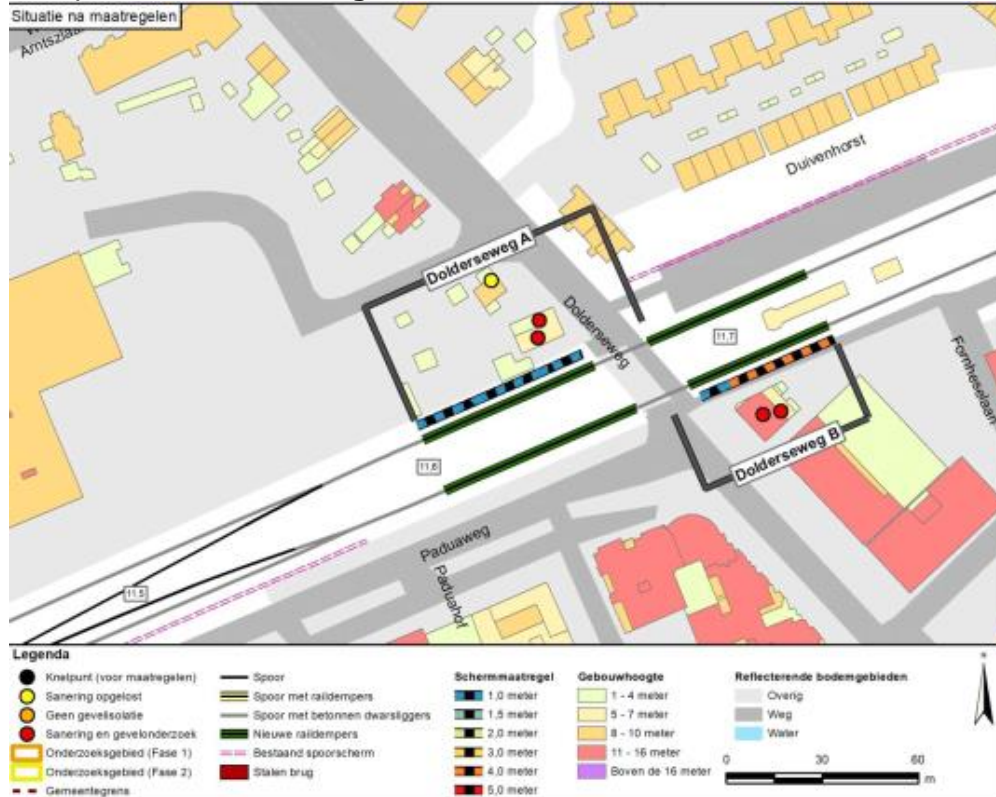 Situatie na maatregelen
Arntszlaan
Duivenhorst
Dolderseweg A
Dolderseweg
11,7
Fornheselaan
11,6
Dolderseweg B
Paduaweg
Paduahof
11,5
Legenda
Knelpunt (voor maatregelen)
Sanering opgelost
Geen gevelisolatie
Sanering en gevelonderzoek
Onderzoeksgebied (Fase 1)
Onderzoeksgebied (Fase 2)
Gemeentegrens
Spoor
Spoor met raildempers
Spoor met betonnen dwarsliggers
Nieuwe raildempers
Bestaand spoorscherm
Stalen brug
Schermmaatregel
1,0 meter
1,5 meter
2,0 meter
3,0 meter
4,0 meter
5,0 meter
Gebouwhoogte
1 - 4 meter
5 - 7 meter
8 - 10 meter
11 - 16 meter
Boven de 16 meter
Reflecterende bodemgebieden
Overig
Weg
Water
0 30 60
m